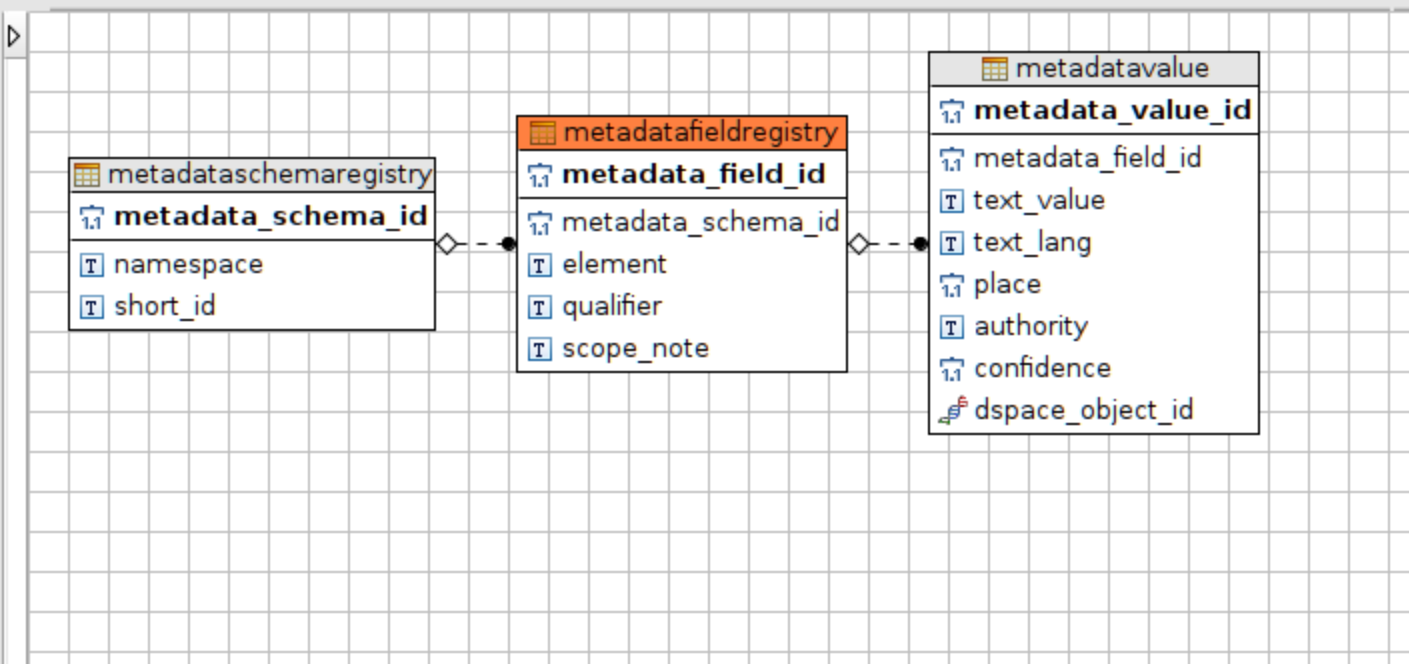 metadataschemaregistry
metadata_schema_id
namespace
short_id
metadatafieldregistry
metadata_field_id
metadata_schema_id
element
qualifier
scope_note
metadatavalue
metadata_value_id
metadata_field_id
text_value
text_lang
place
authority
confidence
dspace_object_id